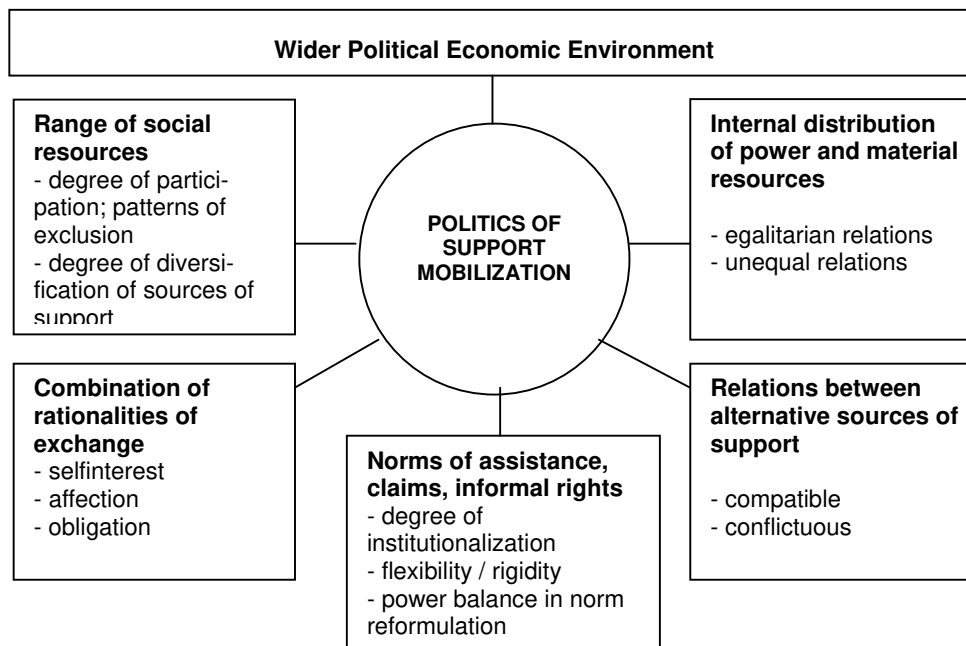 Wider Political Economic Environment
Range of social
resources
- degree of partici-
pation; patterns of
exclusion
- degree of diversi-
fication of sources of
support
Internal distribution
of power and material
resources
- egalitarian relations
- unequal relations
POLITICS OF
SUPPORT
MOBILIZATION
Combination of
rationalities of
exchange
- selfinterest
- affection
- obligation
Norms of assistance,
claims, informal rights
- degree of
institutionalization
- flexibility / rigidity
- power balance in norm
reformulation
Relations between
alternative sources of
support
- compatible
- conflictuous